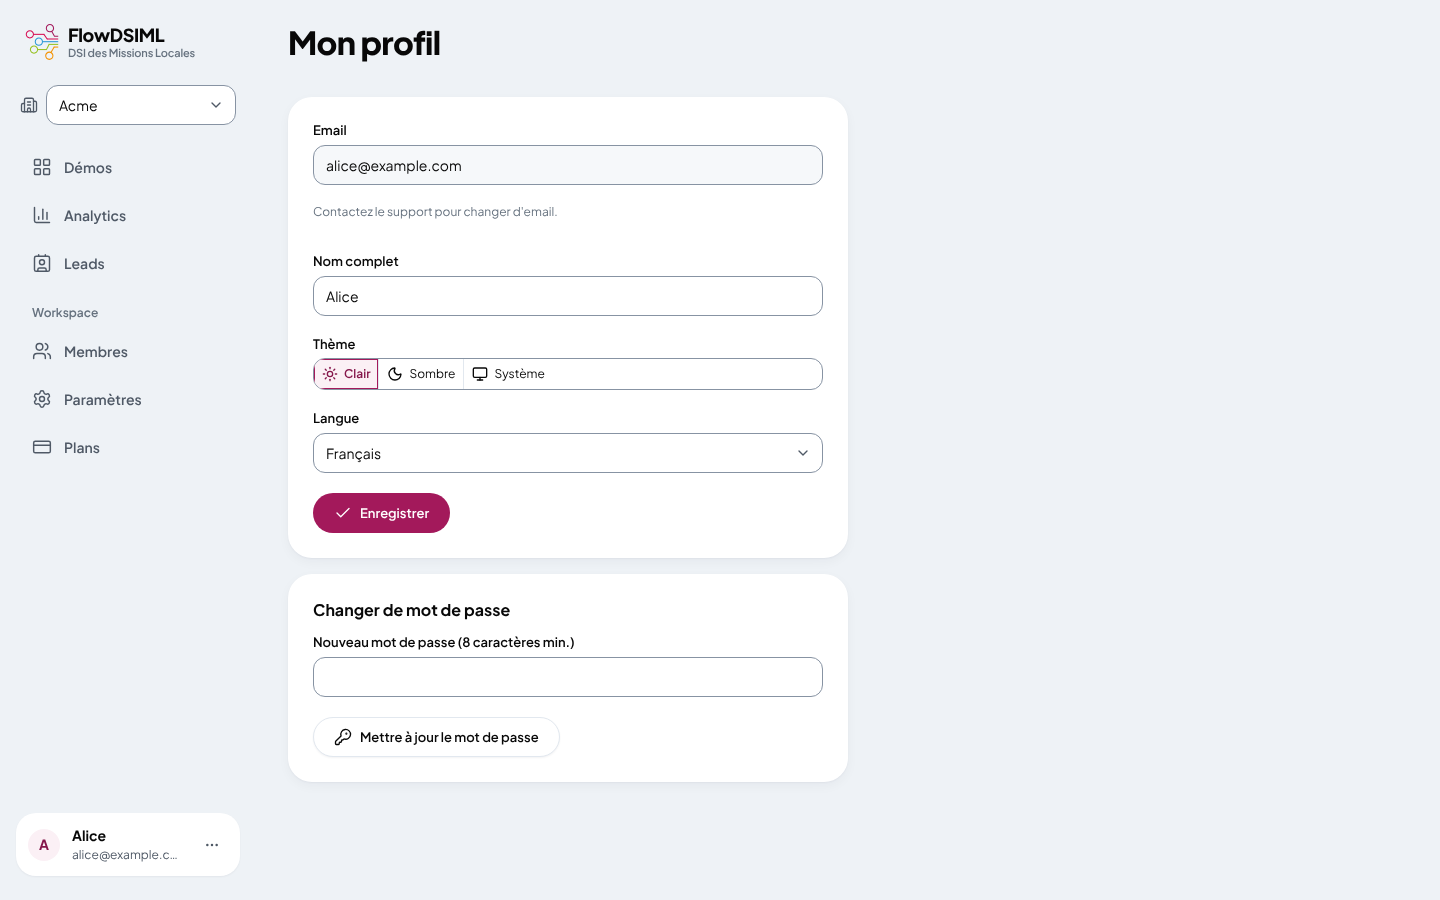 FlowDSIML
DSI des Missions Locales
Acme
Démos
Analytics
Leads
Workspace
Membres
Paramètres
Plans
A
Alice
alice@example.c...
Mon profil
Email
alice@example.com
Contactez le support pour changer d'email.
Nom complet
Alice
Thème
Clair Sombre Système
Langue
Français
Enregistrer
Changer de mot de passe
Nouveau mot de passe (8 caractères min.)
Mettre à jour le mot de passe